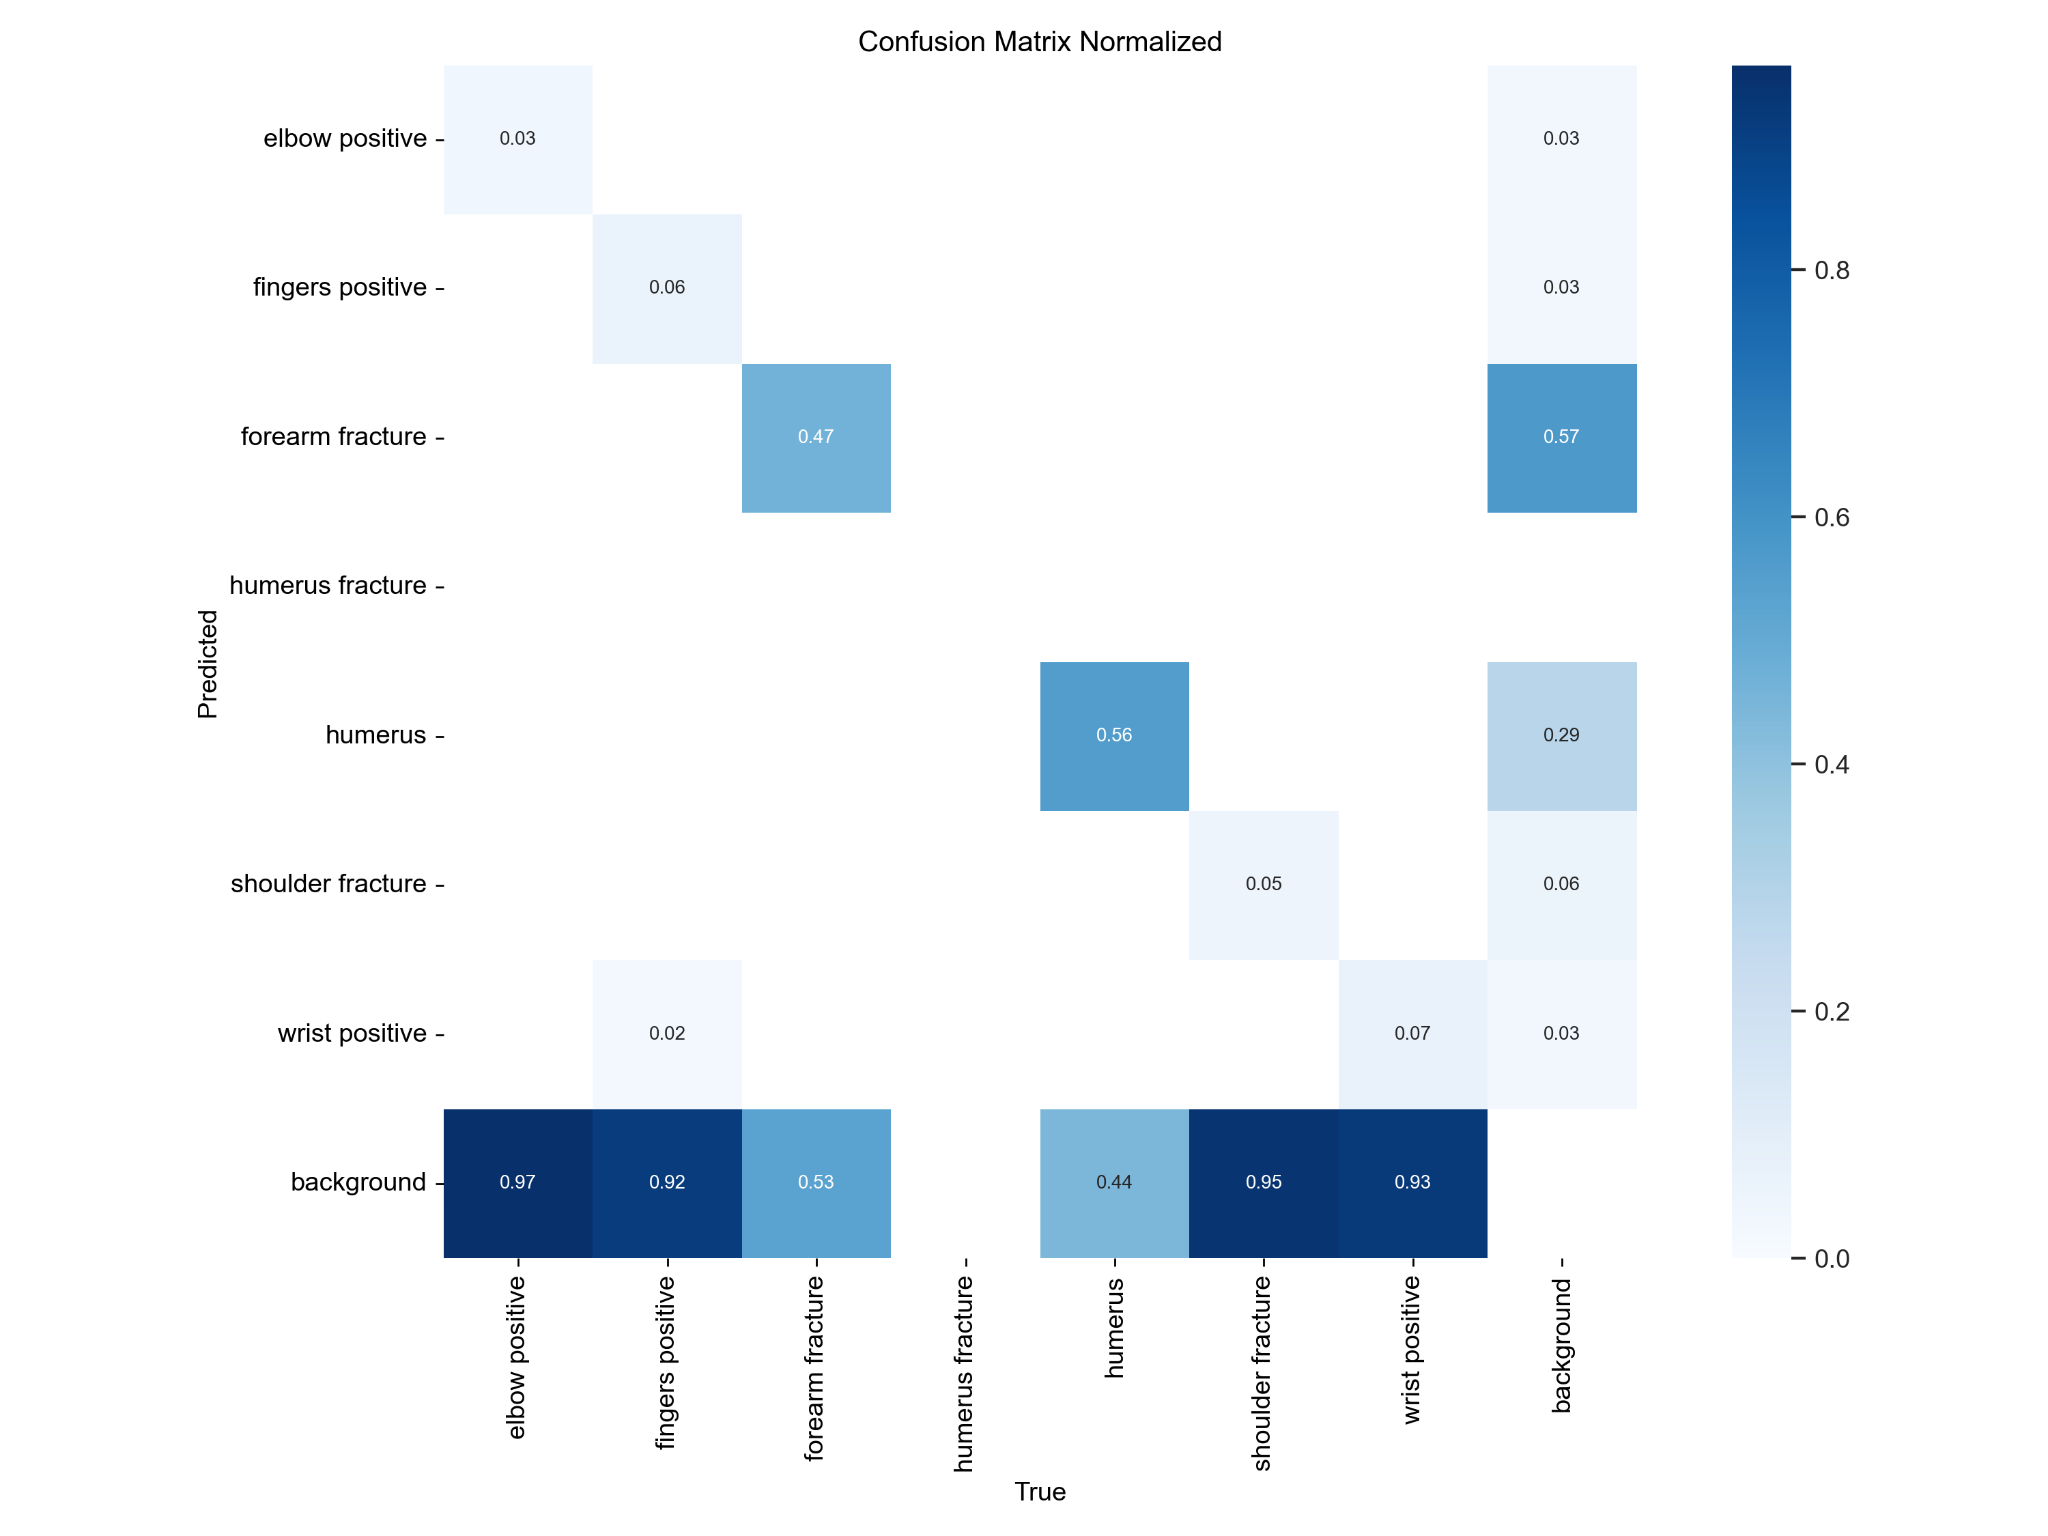 Confusion Matrix Normalized
elbow positive
0.03
0.03
fingers positive
0.06
0.03
forearm fracture
0.47
0.57
humerus fracture
humerus
0.56
0.29
shoulder fracture
0.05
0.06
wrist positive
0.02
0.07
0.03
background
0.97
0.92
0.53
0.44
0.95
0.93
Predicted
elbow positive
fingers positive
forearm fracture
humerus fracture
humerus
shoulder fracture
wrist positive
background
True
0.8
0.6
0.4
0.2
0.0